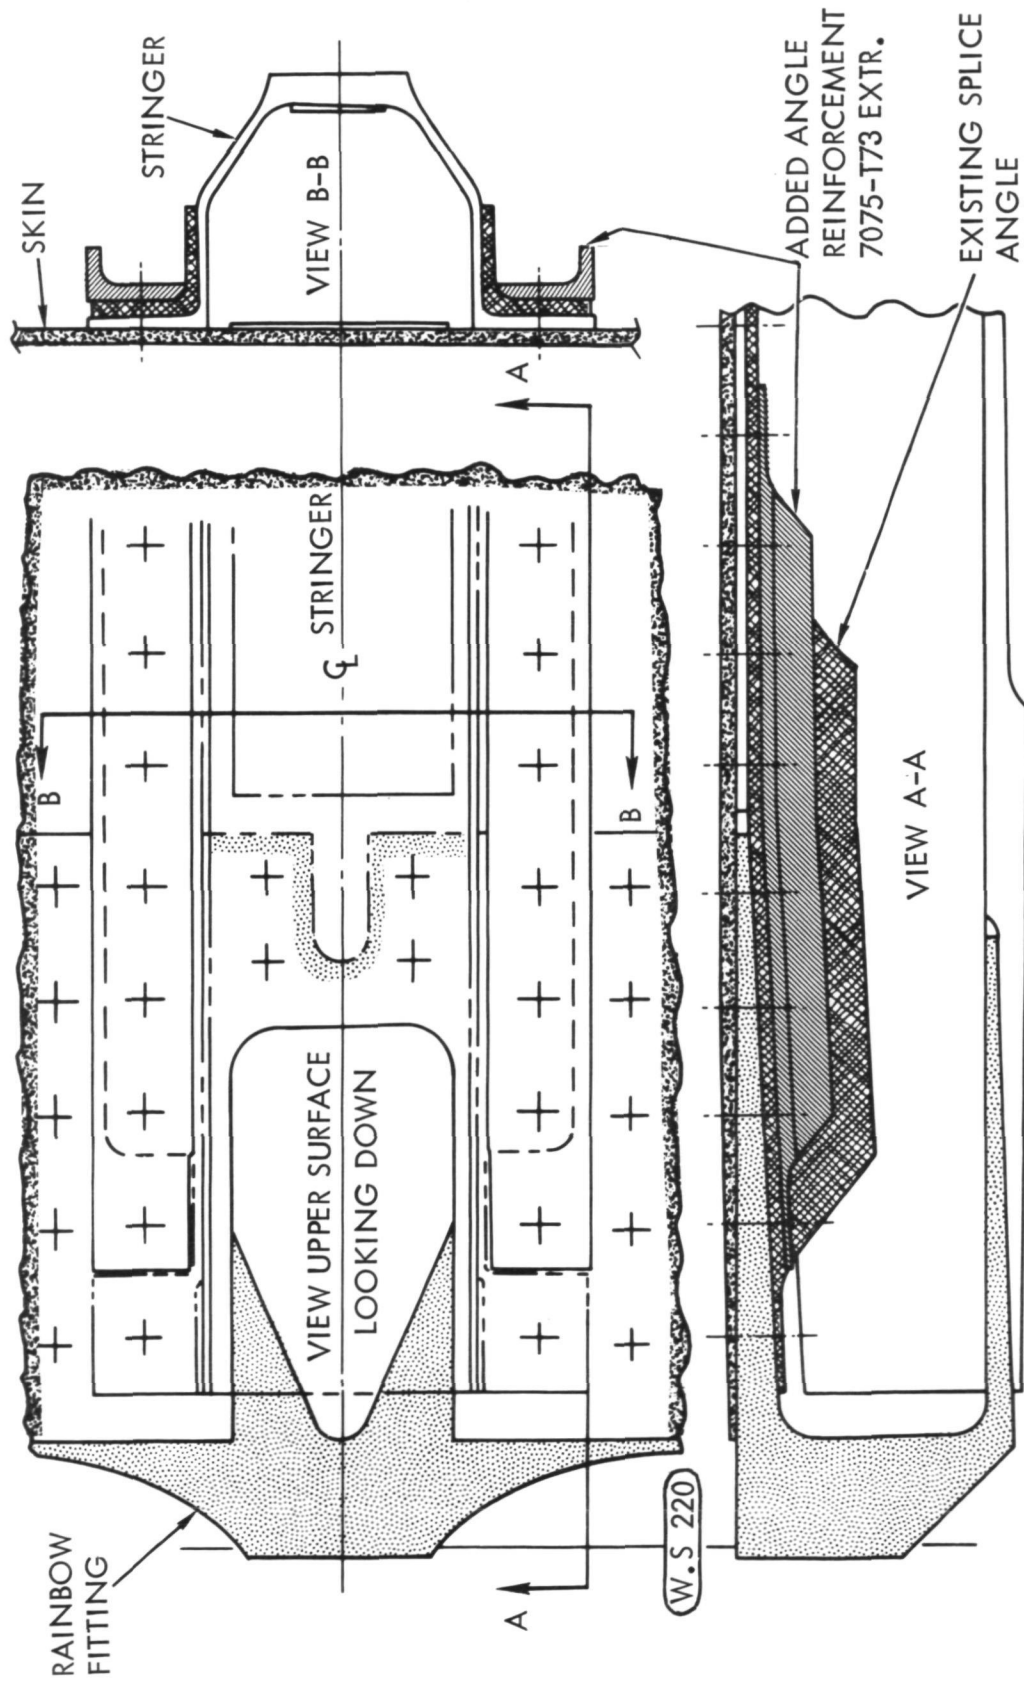 RAINBOW
FITTING
A
W.S 220
VIEW UPPER SURFACE
LOOKING DOWN
B
B
STRINGER
C
L
A
SKIN
STRINGER
VIEW B-B
ADDED ANGLE
REINFORCEMENT
7075-T73 EXTR.
EXISTING SPLICE
ANGLE
VIEW A-A